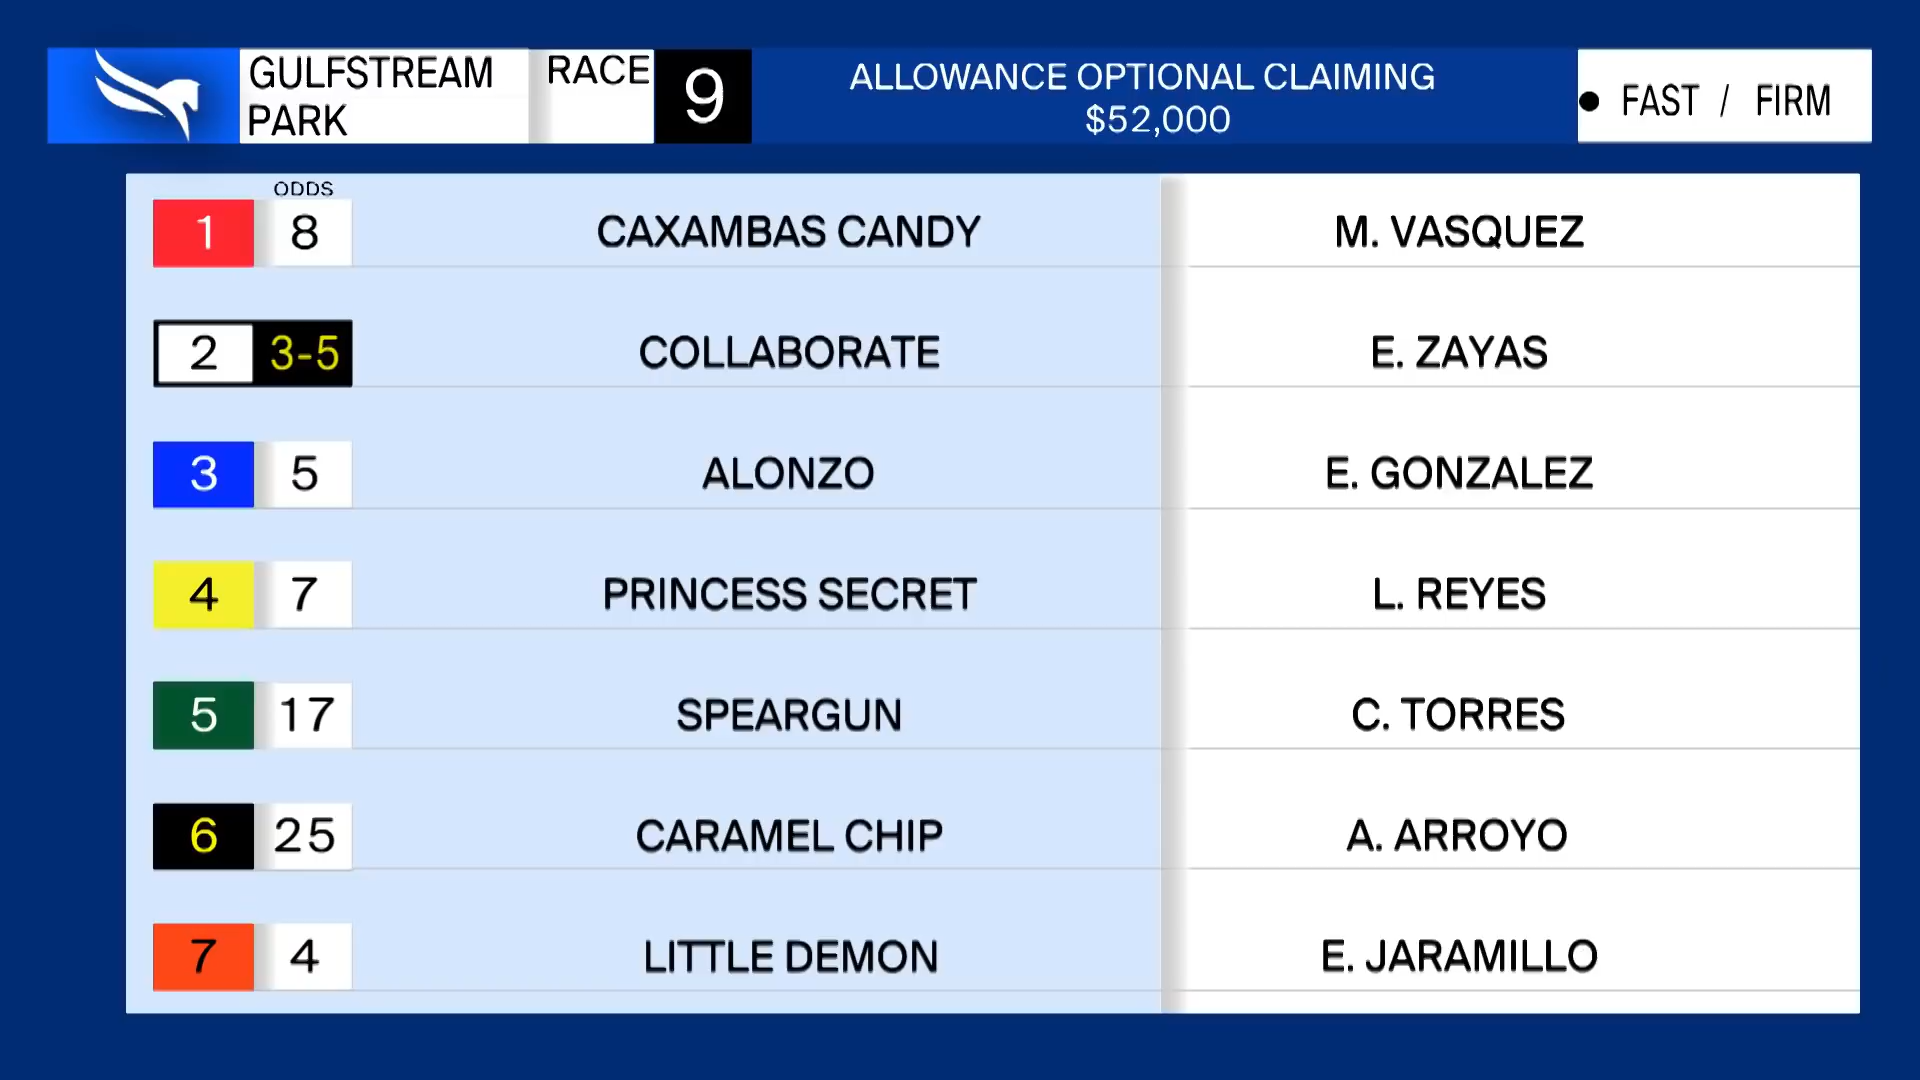 GULFSTREAM
PARK
RACE
9
ALLOWANCE OPTIONAL CLAIMING
$52,000
• FAST / FIRM
ODDS
1 8 CAXAMBAS CANDY M. VASQUEZ
2 3-5 COLLABORATE E. ZAYAS
3 5 ALONZO E. GONZALEZ
4 7 PRINCESS SECRET L. REYES
5 17 SPEARGUN C. TORRES
6 25 CARAMEL CHIP A. ARROYO
7 4 LITTLE DEMON E. JARAMILLO